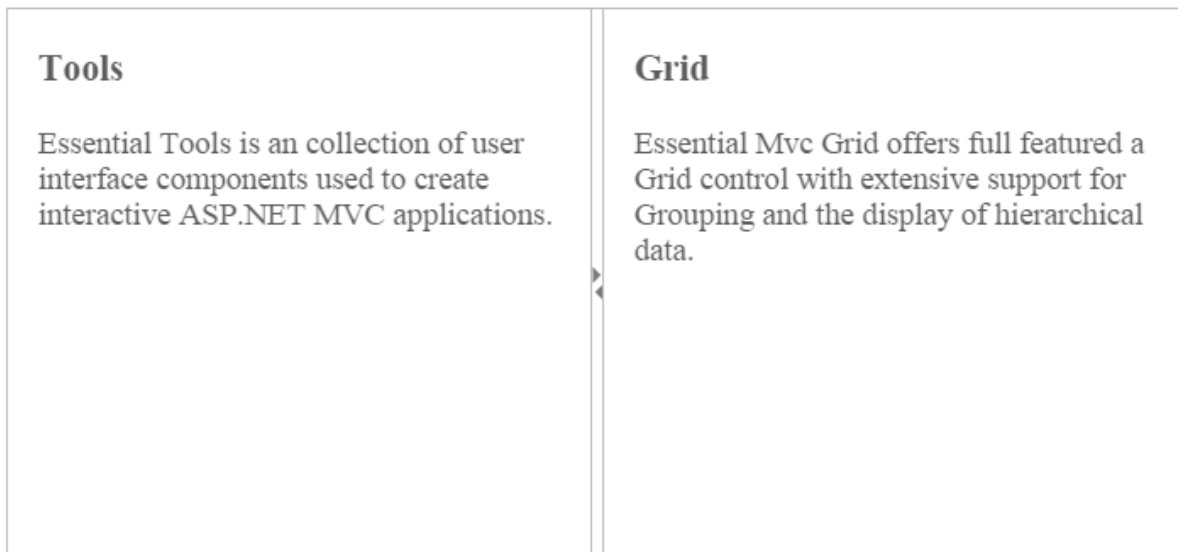 Tools
Essential Tools is an collection of user
interface components used to create
interactive ASP.NET MVC applications.
Grid
Essential Mvc Grid offers full featured a
Grid control with extensive support for
Grouping and the display of hierarchical
data.